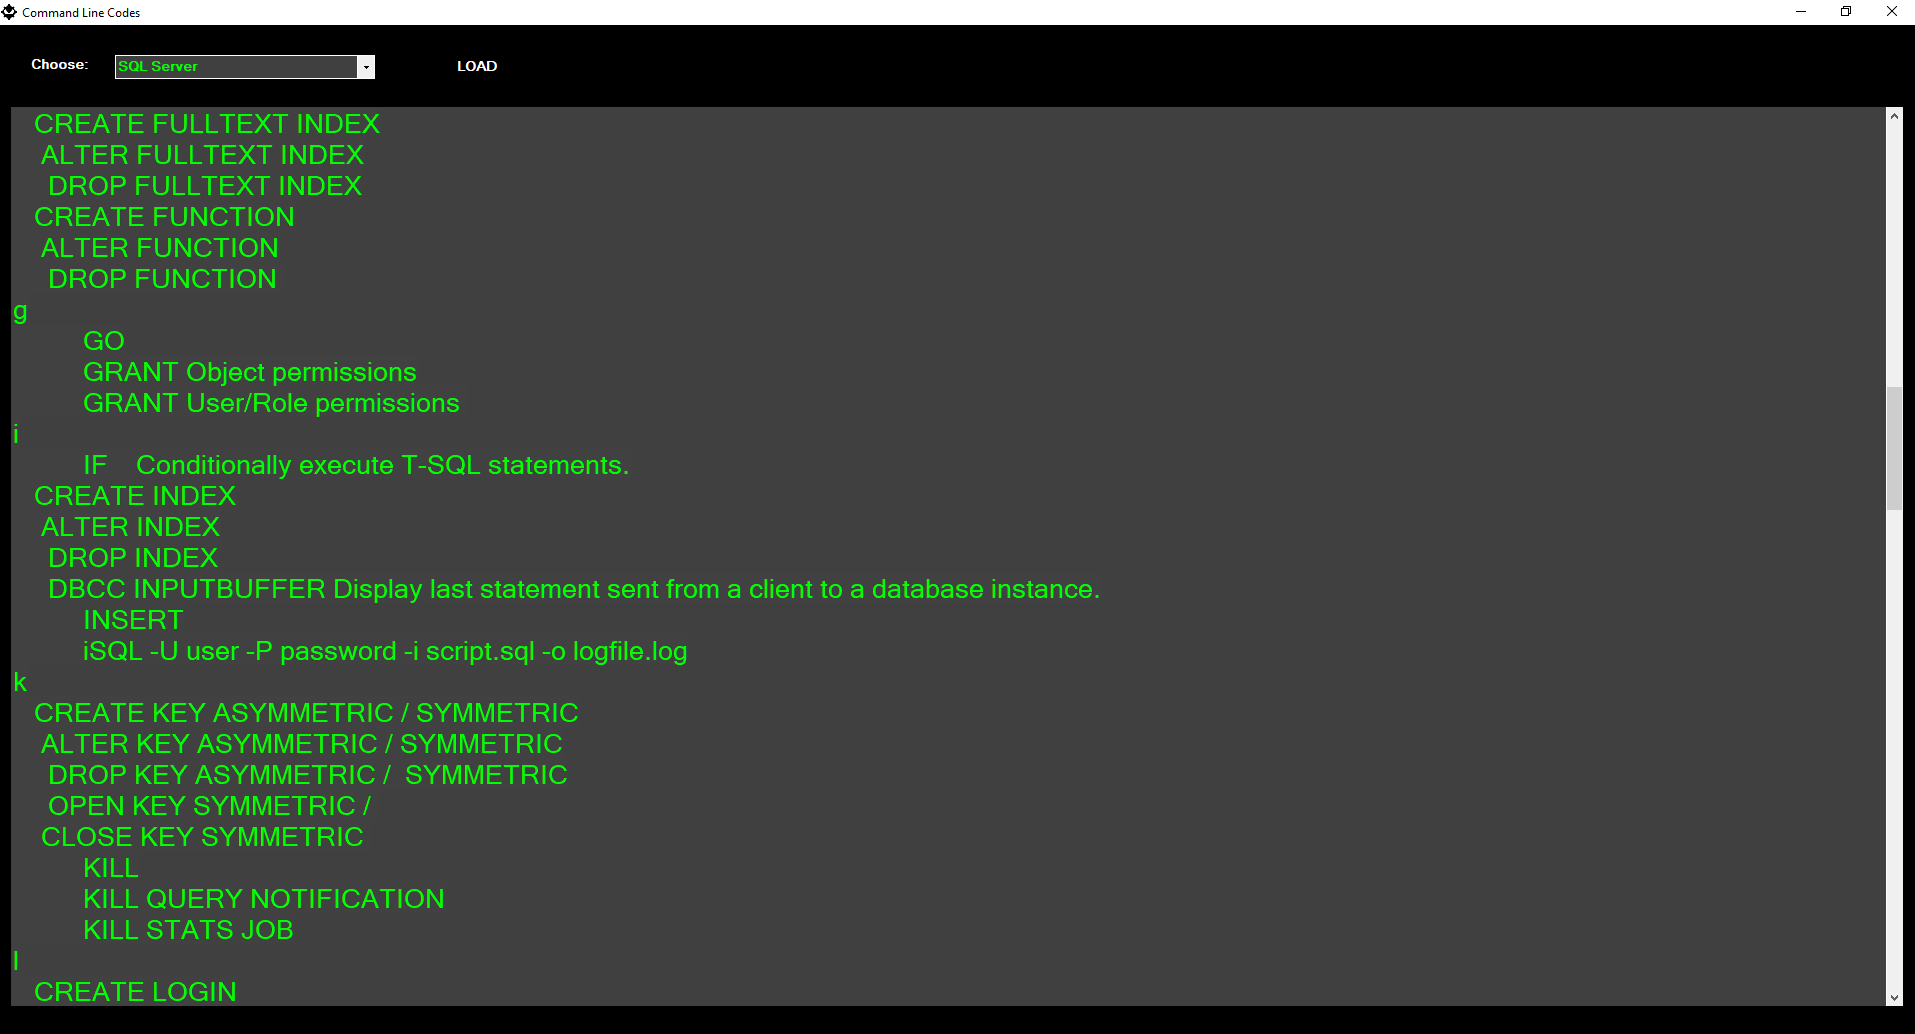 Command Line Codes
Choose: SQL Server LOAD
CREATE FULLTEXT INDEX
ALTER FULLTEXT INDEX
DROP FULLTEXT INDEX
CREATE FUNCTION
ALTER FUNCTION
DROP FUNCTION
g
GO
GRANT Object permissions
GRANT User/Role permissions
i
IF Conditionally execute T-SQL statements.
CREATE INDEX
ALTER INDEX
DROP INDEX
DBCC INPUTBUFFER Display last statement sent from a client to a database instance.
INSERT
iSQL -U user -P password -i script.sql -o logfile.log
k
CREATE KEY ASYMMETRIC / SYMMETRIC
ALTER KEY ASYMMETRIC / SYMMETRIC
DROP KEY ASYMMETRIC /  SYMMETRIC
OPEN KEY SYMMETRIC /
CLOSE KEY SYMMETRIC
KILL
KILL QUERY NOTIFICATION
KILL STATS JOB
l
CREATE LOGIN